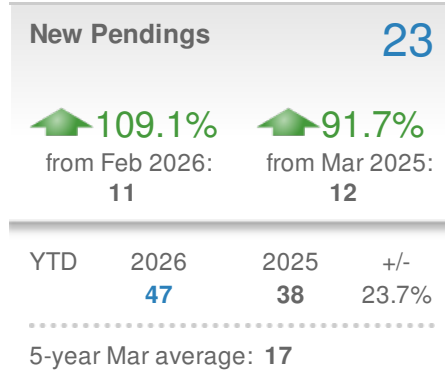 New Pendings 23
109.1% 91.7%
from Feb 2026: from Mar 2025:
11 12
YTD 2026 2025 +/-
47 38 23.7%
5-year Mar average: 17